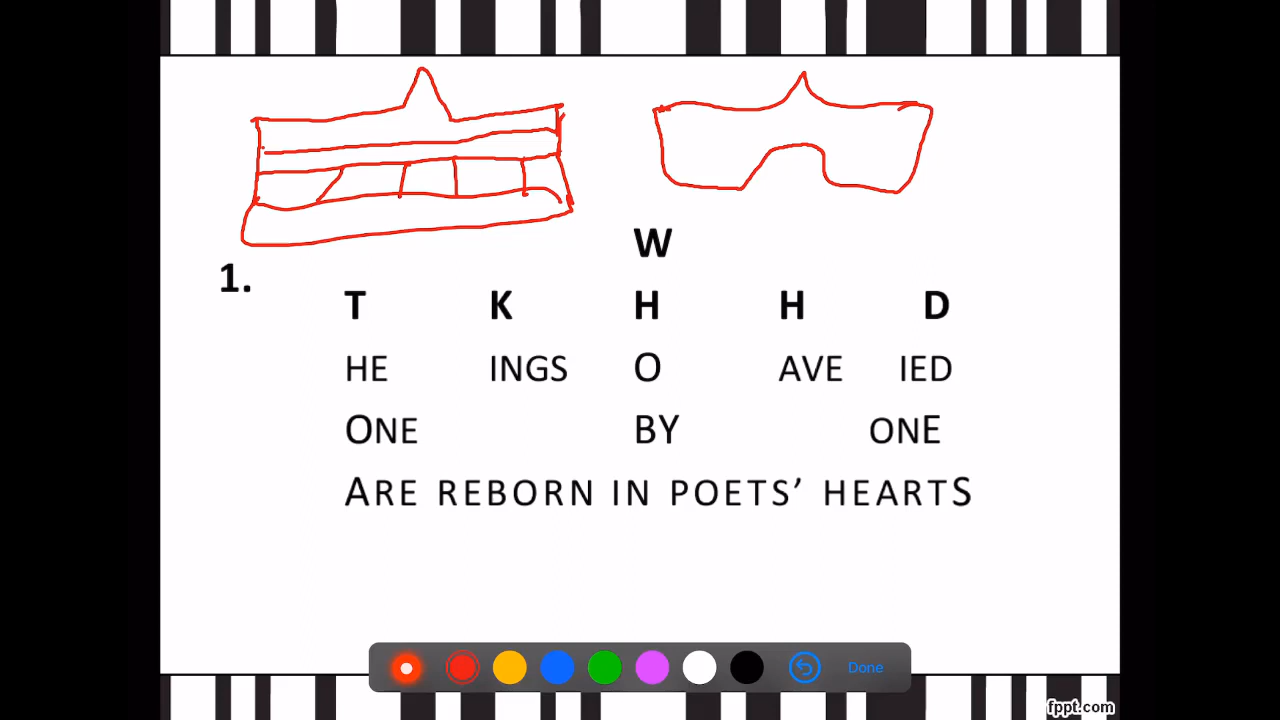 W
1.
T K H H D
HE INGS O AVE IED
ONE BY ONE
ARE REBORN IN POETS’ HEARTS
Done
fppt.com